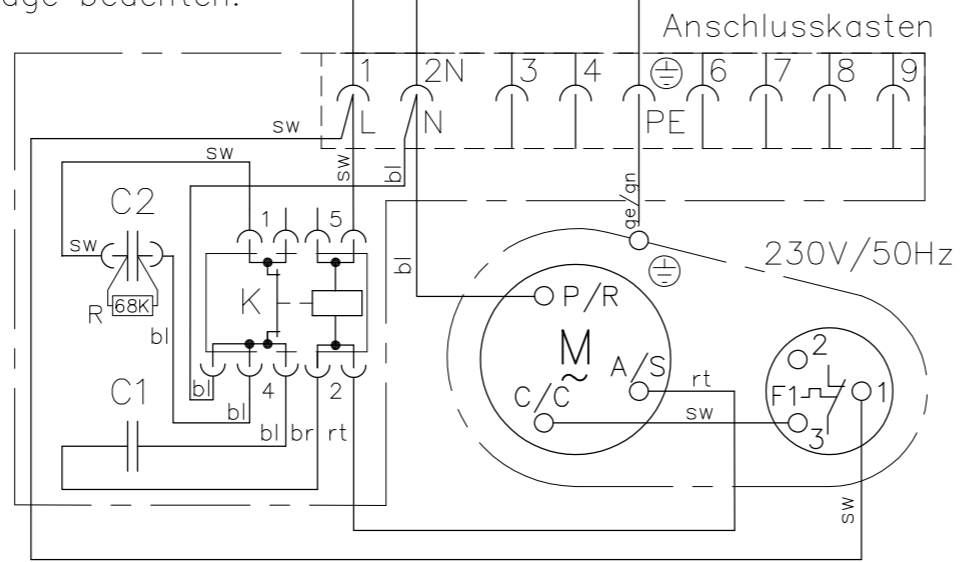 age beachten!
Anschlusskasten
1 2N 3 4 6 7 8 9
L N PE
sw
sw
sw
bl
ge/gn
C2
1 5
sw
K
R 68K
bl
bl
230V/50Hz
P/R
M
~
A/S
C/C
rt
sw
2
F1
1
3
C1
bl
bl
4 2
bl br rt
sw